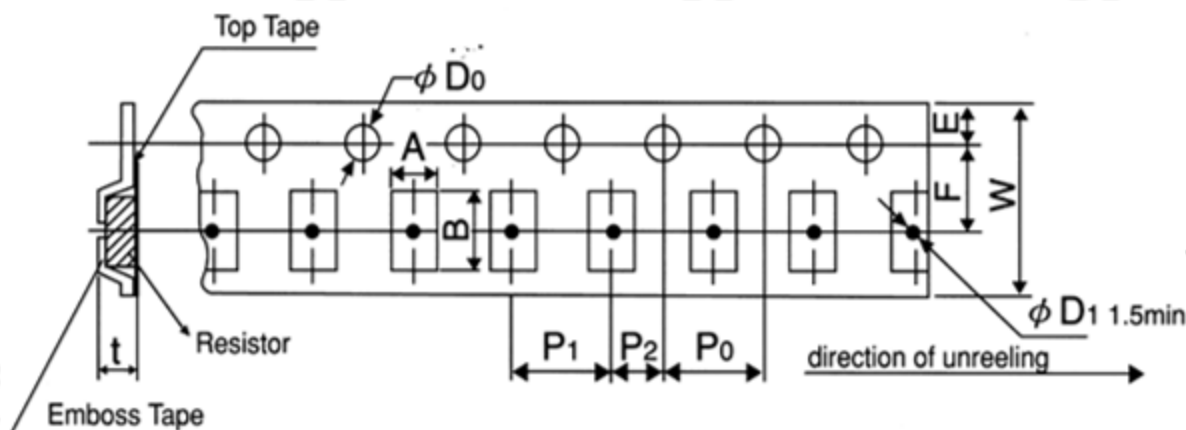 Top Tape
φ D0
A
E
B
F
W
φ D1 1.5min
Resistor
t
P1
P2
P0
direction of unreeling
Emboss Tape